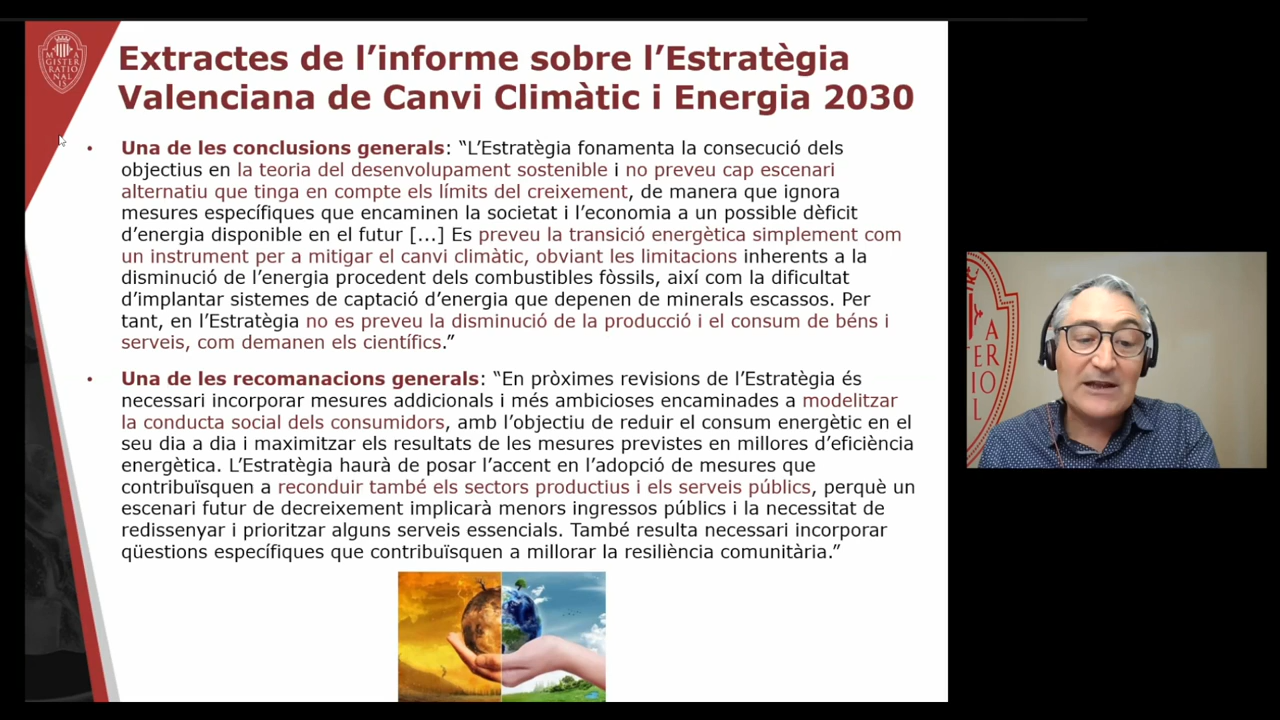 M A
GISTER
RATIO
NAL
IS
Extractes de l’informe sobre l’Estratègia
Valenciana de Canvi Climàtic i Energia 2030
• Una de les conclusions generals: “L’Estratègia fonamenta la consecució dels
objectius en la teoria del desenvolupament sostenible i no preveu cap escenari
alternatiu que tinga en compte els límits del creixement, de manera que ignora
mesures específiques que encaminen la societat i l’economia a un possible dèficit
d’energia disponible en el futur [...] Es preveu la transició energètica simplement com
un instrument per a mitigar el canvi climàtic, obviant les limitacions inherents a la
disminució de l’energia procedent dels combustibles fòssils, així com la dificultat
d’implantar sistemes de captació d’energia que depenen de minerals escassos. Per
tant, en l’Estratègia no es preveu la disminució de la producció i el consum de béns i
serveis, com demanen els científics.”
• Una de les recomanacions generals: “En pròximes revisions de l’Estratègia és
necessari incorporar mesures addicionals i més ambicioses encaminades a modelitzar
la conducta social dels consumidors, amb l’objectiu de reduir el consum energètic en el
seu dia a dia i maximitzar els resultats de les mesures previstes en millores d’eficiència
energètica. L’Estratègia haurà de posar l’accent en l’adopció de mesures que
contribuïsquen a reconduir també els sectors productius i els serveis públics, perquè un
escenari futur de decreixement implicarà menors ingressos públics i la necessitat de
redissenyar i prioritzar alguns serveis essencials. També resulta necessari incorporar
qüestions específiques que contribuïsquen a millorar la resiliència comunitària.”